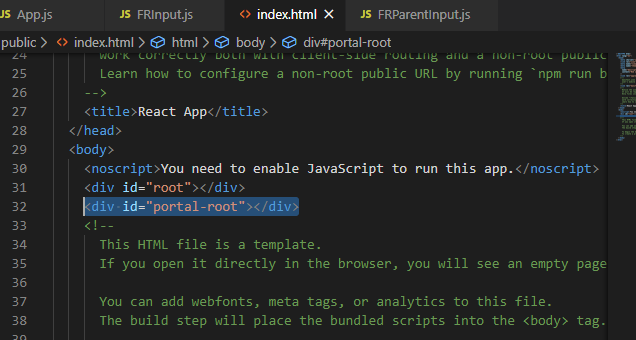 JS App.js JS FRInput.js <> index.html × JS FRParentInput.js
public > <> index.html > html > body > div#portal-root
24 work correctly both with client-side routing and a non-root public
25 Learn how to configure a non-root public URL by running `npm run b
26 -->
27 <title>React App</title>
28 </head>
29 <body>
30 <noscript>You need to enable JavaScript to run this app.</noscript>
31 <div id="root"></div>
32 <div id="portal-root"></div>
33 <!--
34 This HTML file is a template.
35 If you open it directly in the browser, you will see an empty page
36
37 You can add webfonts, meta tags, or analytics to this file.
38 The build step will place the bundled scripts into the <body> tag.
39